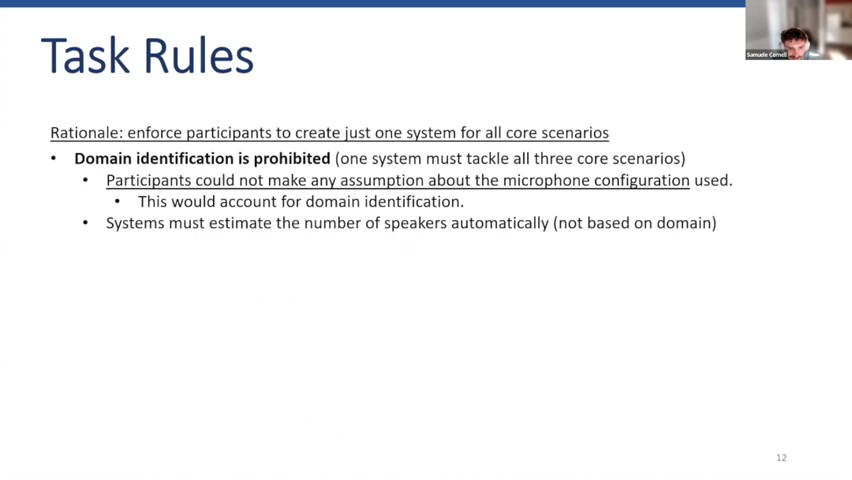 Samuele Cornell
Task Rules
Rationale: enforce participants to create just one system for all core scenarios
• Domain identification is prohibited (one system must tackle all three core scenarios)
• Participants could not make any assumption about the microphone configuration used.
• This would account for domain identification.
• Systems must estimate the number of speakers automatically (not based on domain)
12